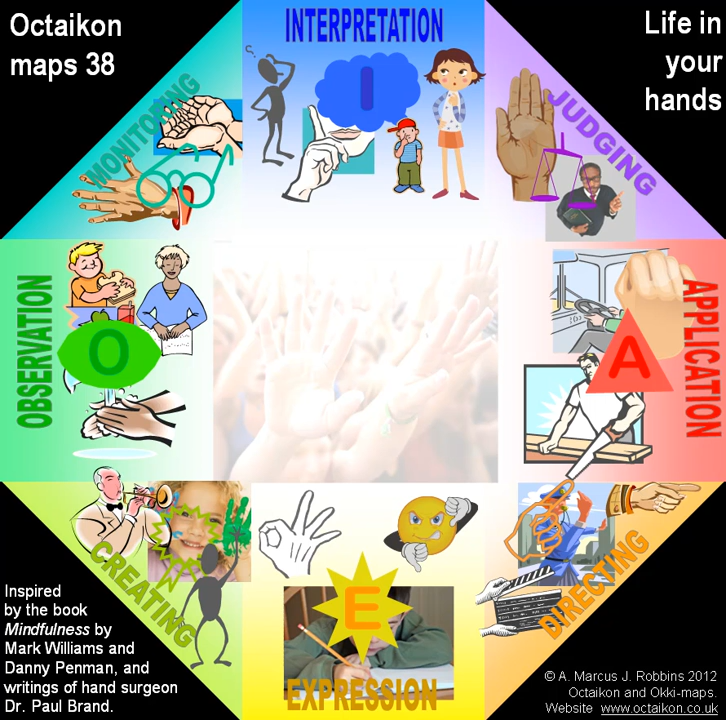 Octaikon
maps 38
INTERPRETATION
Life in
your
hands
MONITORING
I
JUDGING
OBSERVATION
O
APPLICATION
A
CREATING
E
EXPRESSION
DIRECTING
Inspired
by the book
Mindfulness by
Mark Williams and
Danny Penman, and
writings of hand surgeon
Dr. Paul Brand.
© A. Marcus J. Robbins 2012
Octaikon and Okki-maps.
Website www.octaikon.co.uk